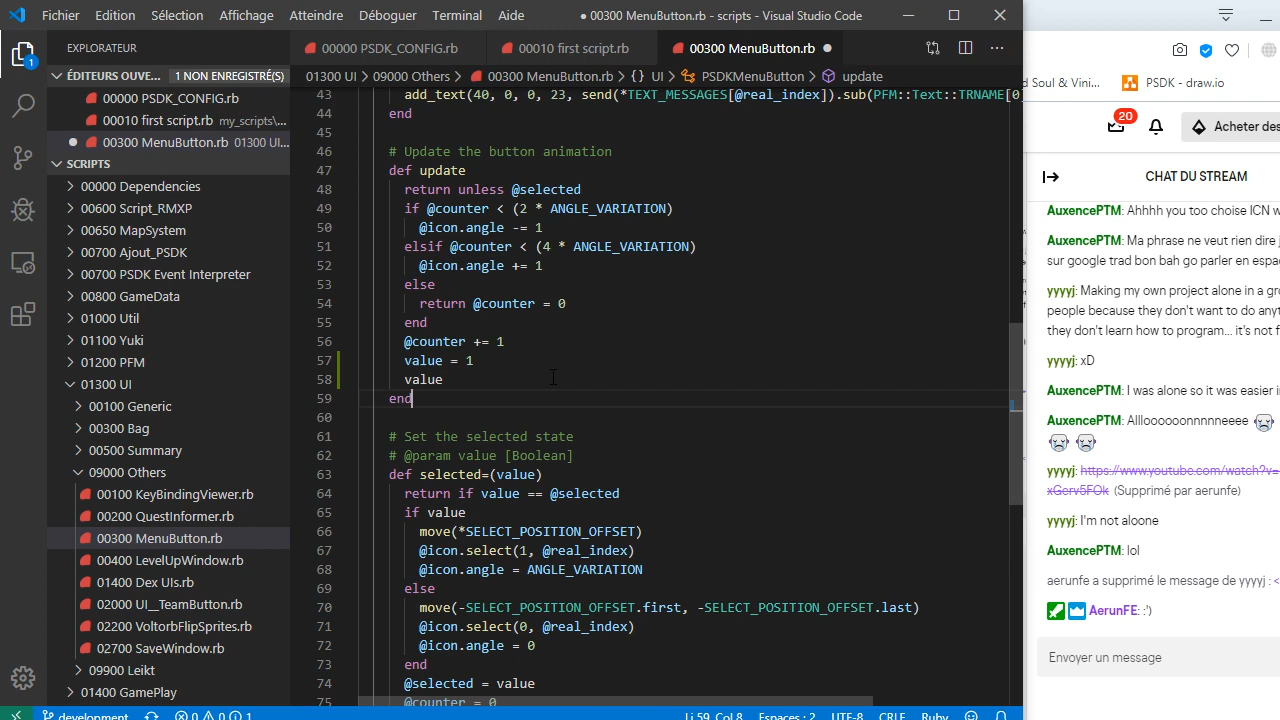 Fichier Edition Sélection Affichage Atteindre Déboguer Terminal Aide
● 00300 MenuButton.rb - scripts - Visual Studio Code
EXPLORATEUR
ÉDITEURS OUVE... 1 NON ENREGISTRÉ(S)
00000 PSDK_CONFIG.rb
00010 first script.rb my_scripts\...
00300 MenuButton.rb 01300 UI...
SCRIPTS
00000 Dependencies
00600 Script_RMXP
00650 MapSystem
00700 Ajout_PSDK
00700 PSDK Event Interpreter
00800 GameData
01000 Util
01100 Yuki
01200 PFM
01300 UI
00100 Generic
00300 Bag
00500 Summary
09000 Others
00100 KeyBindingViewer.rb
00200 QuestInformer.rb
00300 MenuButton.rb
00400 LevelUpWindow.rb
01400 Dex UIs.rb
02000 UI__TeamButton.rb
02200 VoltorbFlipSprites.rb
02700 SaveWindow.rb
09900 Leikt
01400 GamePlay
1
00000 PSDK_CONFIG.rb 00010 first script.rb 00300 MenuButton.rb
01300 UI > 09000 Others > 00300 MenuButton.rb > {} UI > PSDKMenuButton > update
43 add_text(40, 0, 0, 23, send(*TEXT_MESSAGES[@real_index]).sub(PFM::Text::TRNAME[0
44 end
45
46 # Update the button animation
47 def update
48 return unless @selected
49 if @counter < (2 * ANGLE_VARIATION)
50 @icon.angle -= 1
51 elsif @counter < (4 * ANGLE_VARIATION)
52 @icon.angle += 1
53 else
54 return @counter = 0
55 end
56 @counter += 1
57 value = 1
58 value
59 end
60
61 # Set the selected state
62 # @param value [Boolean]
63 def selected=(value)
64 return if value == @selected
65 if value
66 move(*SELECT_POSITION_OFFSET)
67 @icon.select(1, @real_index)
68 @icon.angle = ANGLE_VARIATION
69 else
70 move(-SELECT_POSITION_OFFSET.first, -SELECT_POSITION_OFFSET.last)
71 @icon.select(0, @real_index)
72 @icon.angle = 0
73 end
74 @selected = value
75 @counter = 0
development 0 0 1 Li 59, Col 8 Espaces : 2 UTF-8 CRLF Ruby
d Soul & Vini... PSDK - draw.io
20
Acheter des
CHAT DU STREAM
AuxencePTM: Ahhhh you too choise ICN w
AuxencePTM: Ma phrase ne veut rien dire j
sur google trad bon bah go parler en espa
yyyyj: Making my own project alone in a gro
people because they don't want to do anyt
they don't learn how to program... it's not f
yyyyj: xD
AuxencePTM: I was alone so it was easier i
AuxencePTM: Allloooooonnnnneeee
yyyyj: https://www.youtube.com/watch?v=
xGerv5FOk (Supprimé par aerunfe)
yyyyj: I'm not aloone
AuxencePTM: lol
aerunfe a supprimé le message de yyyyj : <
AerunFE: :')
Envoyer un message